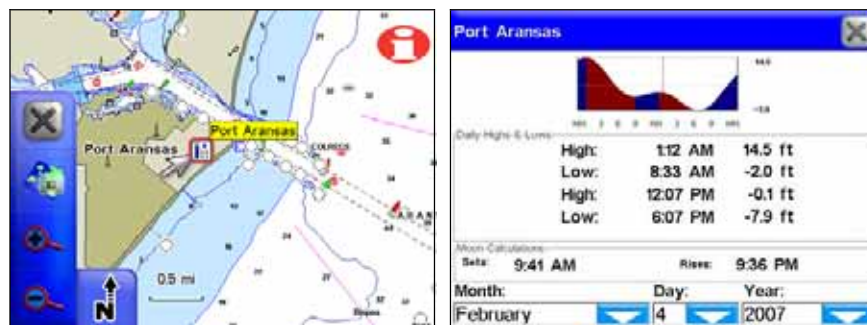 Port Aransas
Port Aransas
COLREGS
0.5 mi
N
Port Aransas
14.5
-7.9
Daily Highs & Lows:
High: 1:12 AM 14.5 ft
Low: 8:33 AM -2.0 ft
High: 12:07 PM -0.1 ft
Low: 6:07 PM -7.9 ft
Moon Calculations:
Sets: 9:41 AM Rises: 9:36 PM
Month: Day: Year:
February 4 2007